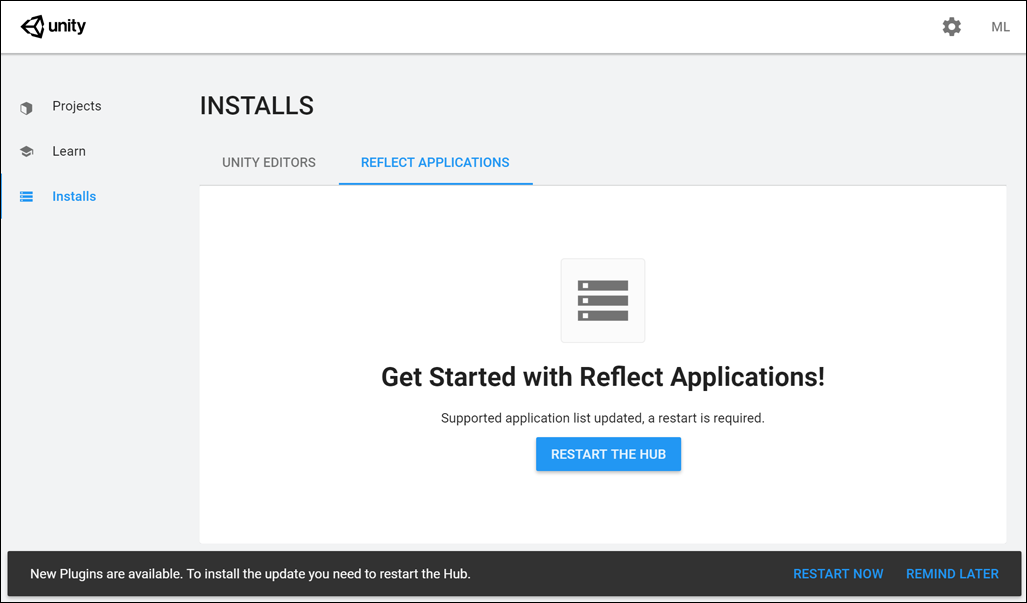 unity
ML
Projects
Learn
Installs
INSTALLS
UNITY EDITORS
REFLECT APPLICATIONS
Get Started with Reflect Applications!
Supported application list updated, a restart is required.
RESTART THE HUB
New Plugins are available. To install the update you need to restart the Hub.
RESTART NOW
REMIND LATER